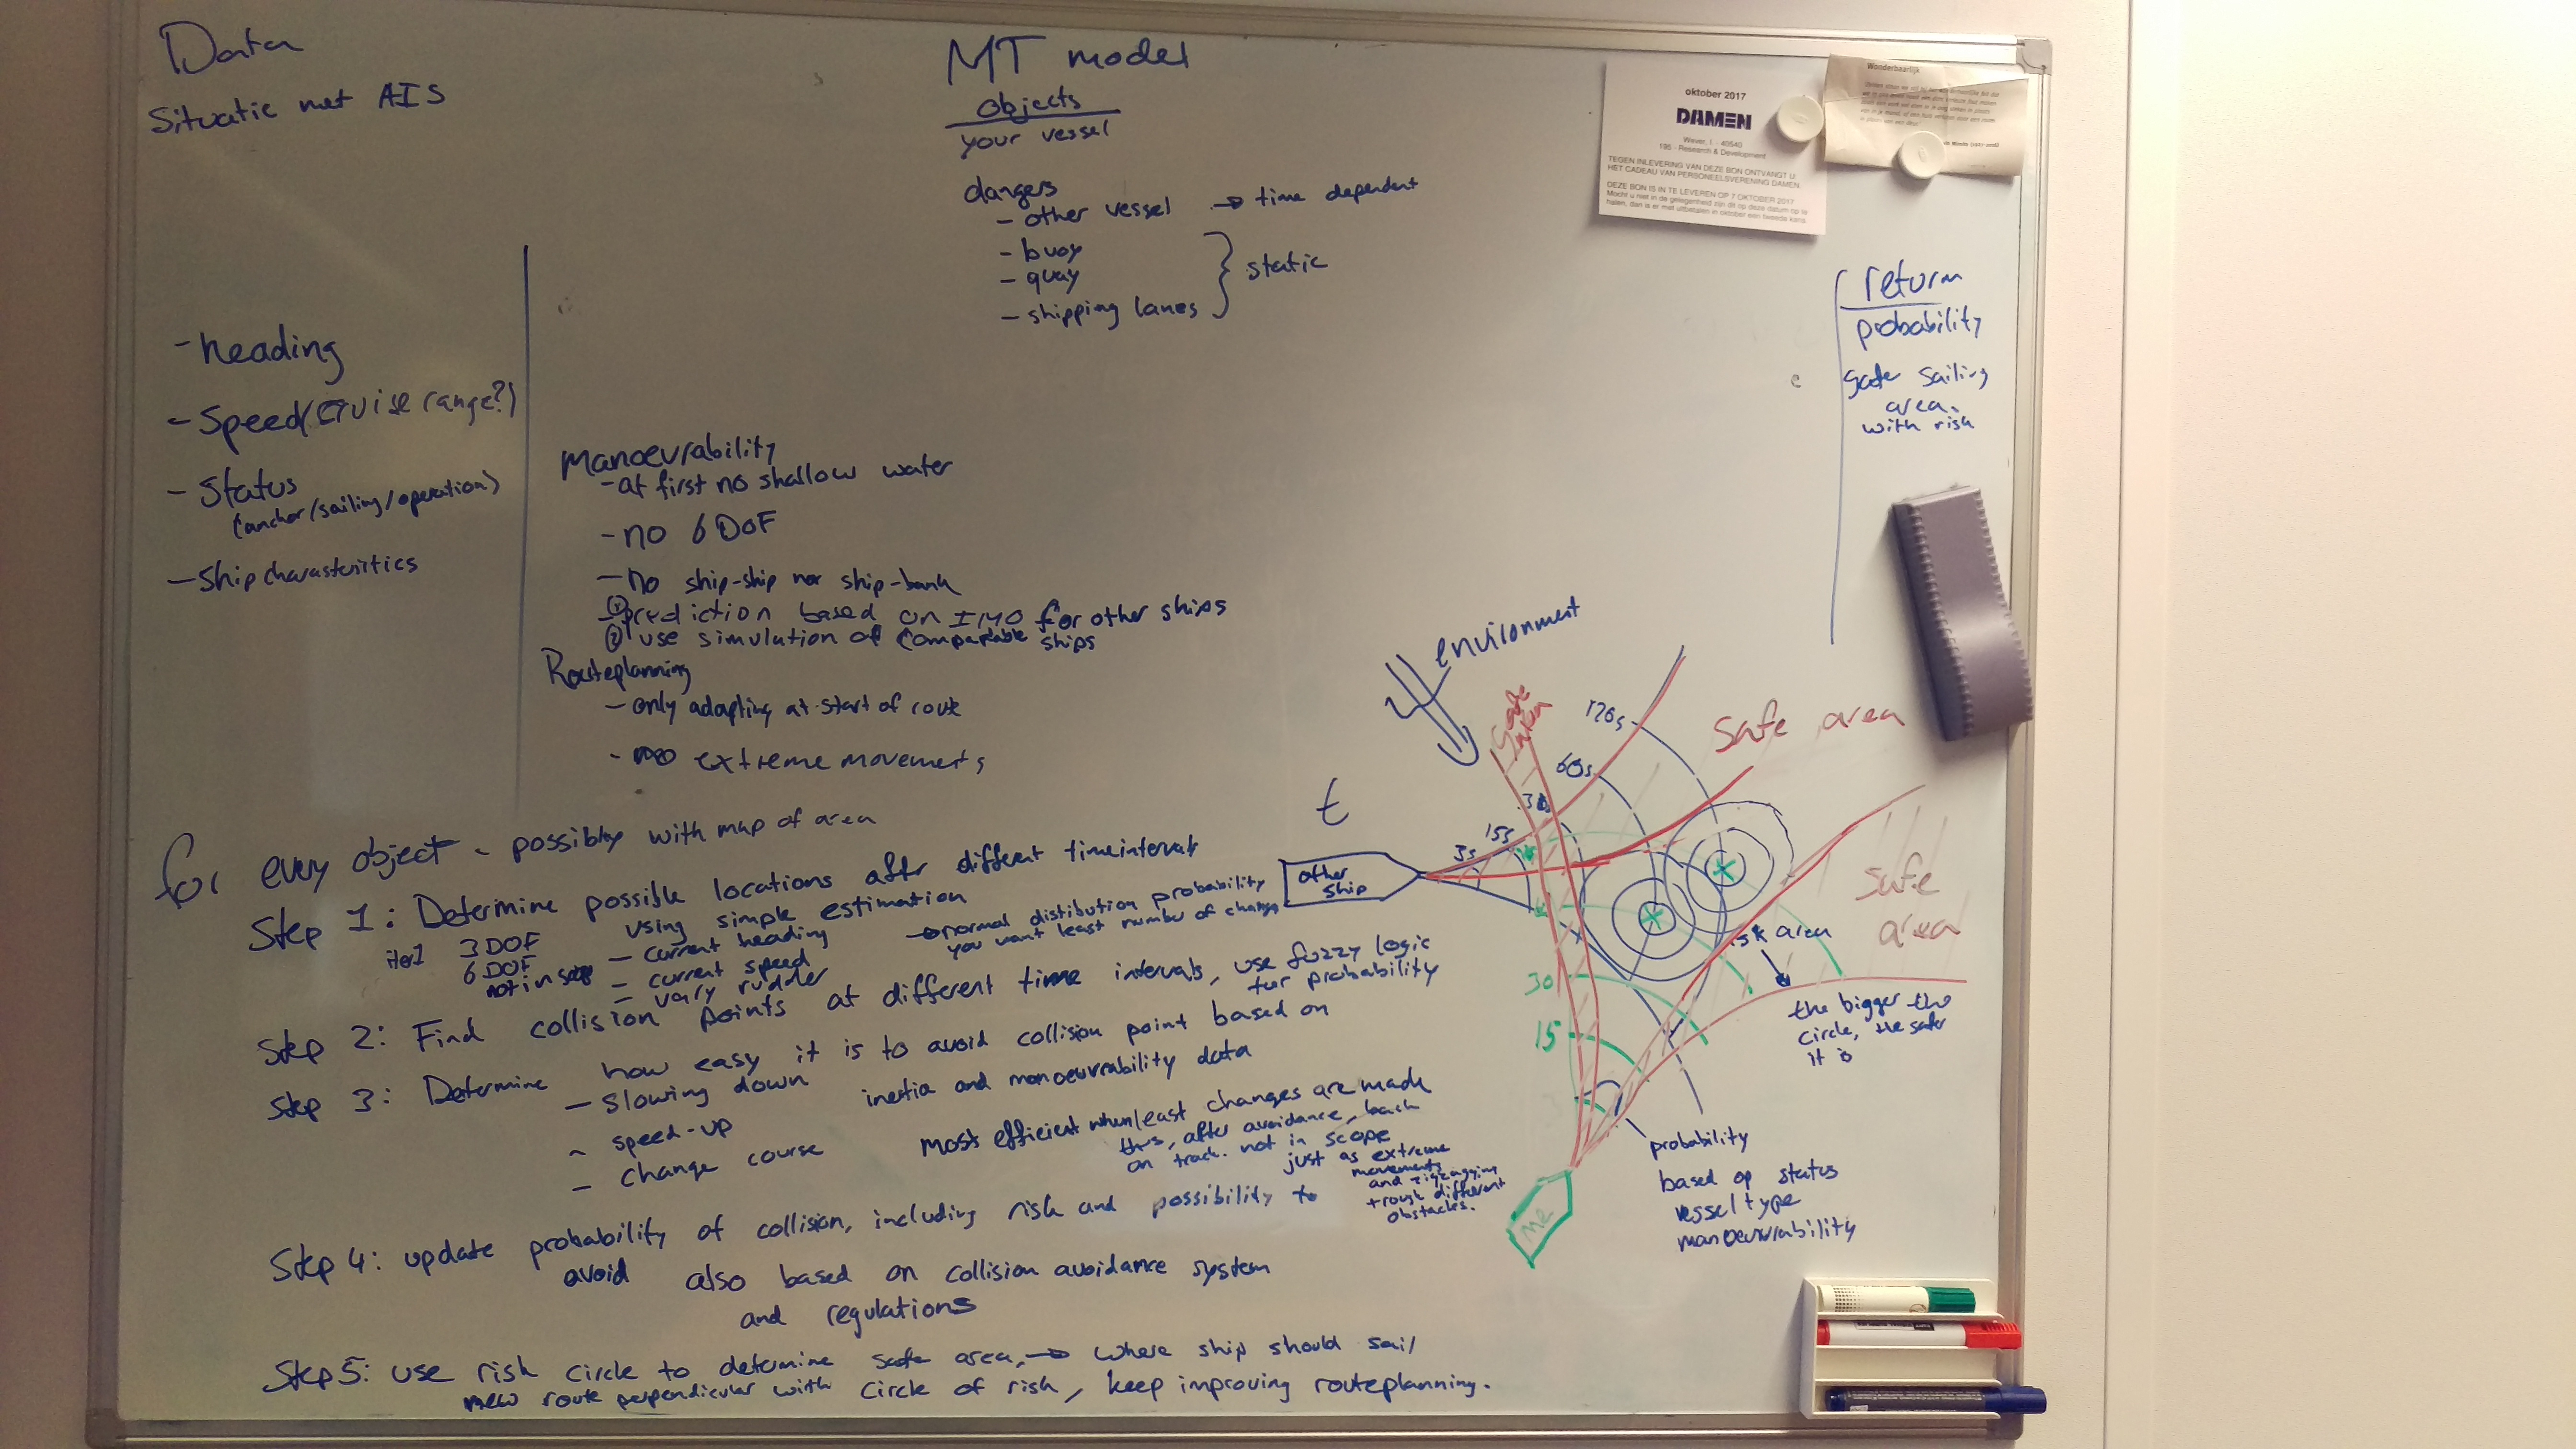 Data
Situatie met AIS
- heading
- Speed (cruise range?)
- Status
(anchor/sailing/operation)
- Ship charasteristics
MT model
objects
your vessel
dangers
- other vessel → time dependent
- buoy
- quay
- shipping lanes
} static
Manoevrability
- at first no shallow water
- no 6 DoF
- no ship-ship nor ship-bank
① prediction based on IMO for other ships
② use simulation of comparable ships
Routeplanning
- only adapting at start of route
- no extreme movements
return
probability
safe sailing
area
with risk
oktober 2017
DAMEN
Wever, I. - 40540
195 - Research & Development
TEGEN INLEVERING VAN DEZE BON ONTVANGT U
HET CADEAU VAN PERSONEELSVERENING DAMEN.
DEZE BON IS IN TE LEVEREN OP 7 OKTOBER 2017
Mocht u niet in de gelegenheid zijn dit op deze datum op te
halen, dan is er met uitbetalen in oktober een tweede kans.
Wonderbaarlijk
for every object - possibly with map of area
Step 1: Determine possible locations after different timeintervals
using simple estimation
iter1 3DOF
6DOF
not in scope
- current heading
- current speed
- vary rudder
→ normal distribution probability
you want least number of changes
Step 2: Find collision points at different time intervals, use fuzzy logic
for probability
Step 3: Determine how easy it is to avoid collision point based on
inertia and manoeuvrability data
- Slowing down
- speed-up
- change course
most efficient when least changes are made
thus, after avoidance, back
on track. not in scope
just as extreme
movements
and zigzagging
trough different
obstacles.
Step 4: update probability of collision, including risk and possibility to
avoid also based on collision avoidance system
and regulations
Step 5: use risk circle to determine safe area, → where ship should sail
new route perpendicular with circle of risk, keep improving routeplanning.
environment
t
other
ship
3s
15s
30s
60s
120s
safe
area
safe area
safe
area
risk area
the bigger the
circle, the safer
it is
30
15
3
me
probability
based op status
vessel type
manoeuvrability